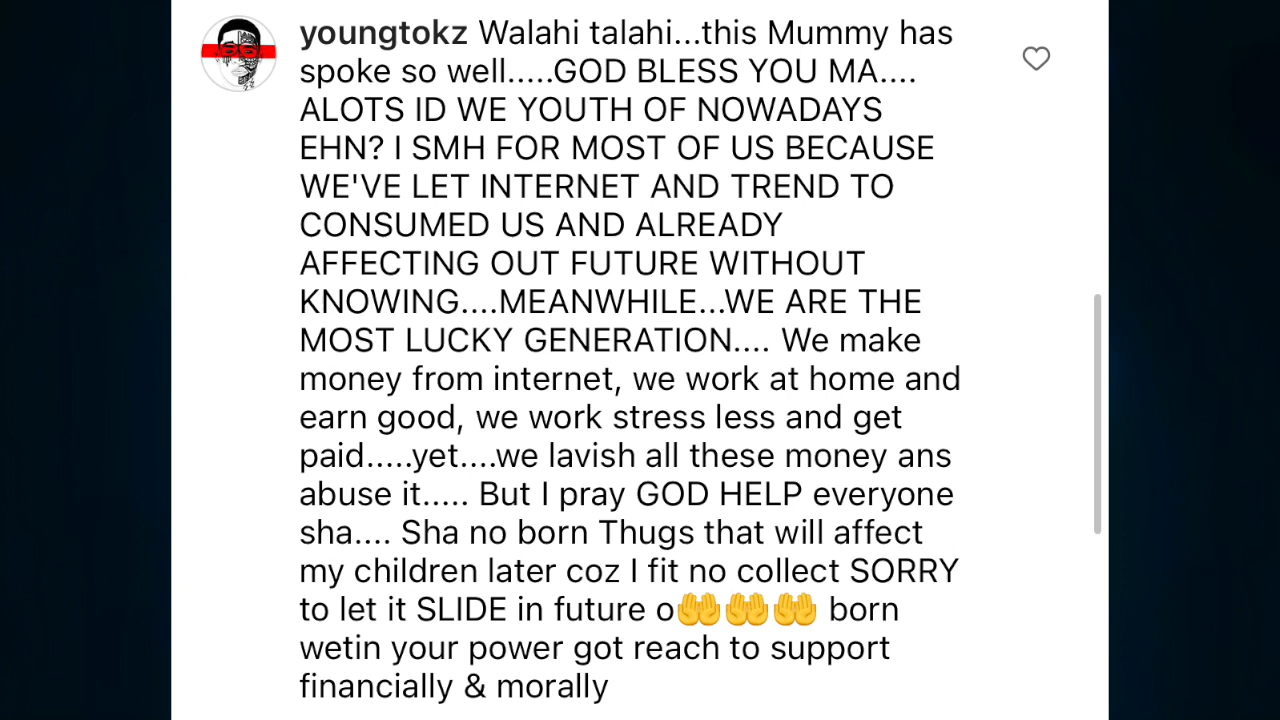 youngtokz Walahi talahi...this Mummy has
spoke so well.....GOD BLESS YOU MA....
ALOTS ID WE YOUTH OF NOWADAYS
EHN? I SMH FOR MOST OF US BECAUSE
WE'VE LET INTERNET AND TREND TO
CONSUMED US AND ALREADY
AFFECTING OUT FUTURE WITHOUT
KNOWING....MEANWHILE...WE ARE THE
MOST LUCKY GENERATION.... We make
money from internet, we work at home and
earn good, we work stress less and get
paid.....yet....we lavish all these money ans
abuse it..... But I pray GOD HELP everyone
sha.... Sha no born Thugs that will affect
my children later coz I fit no collect SORRY
to let it SLIDE in future o🤲🤲🤲 born
wetin your power got reach to support
financially & morally